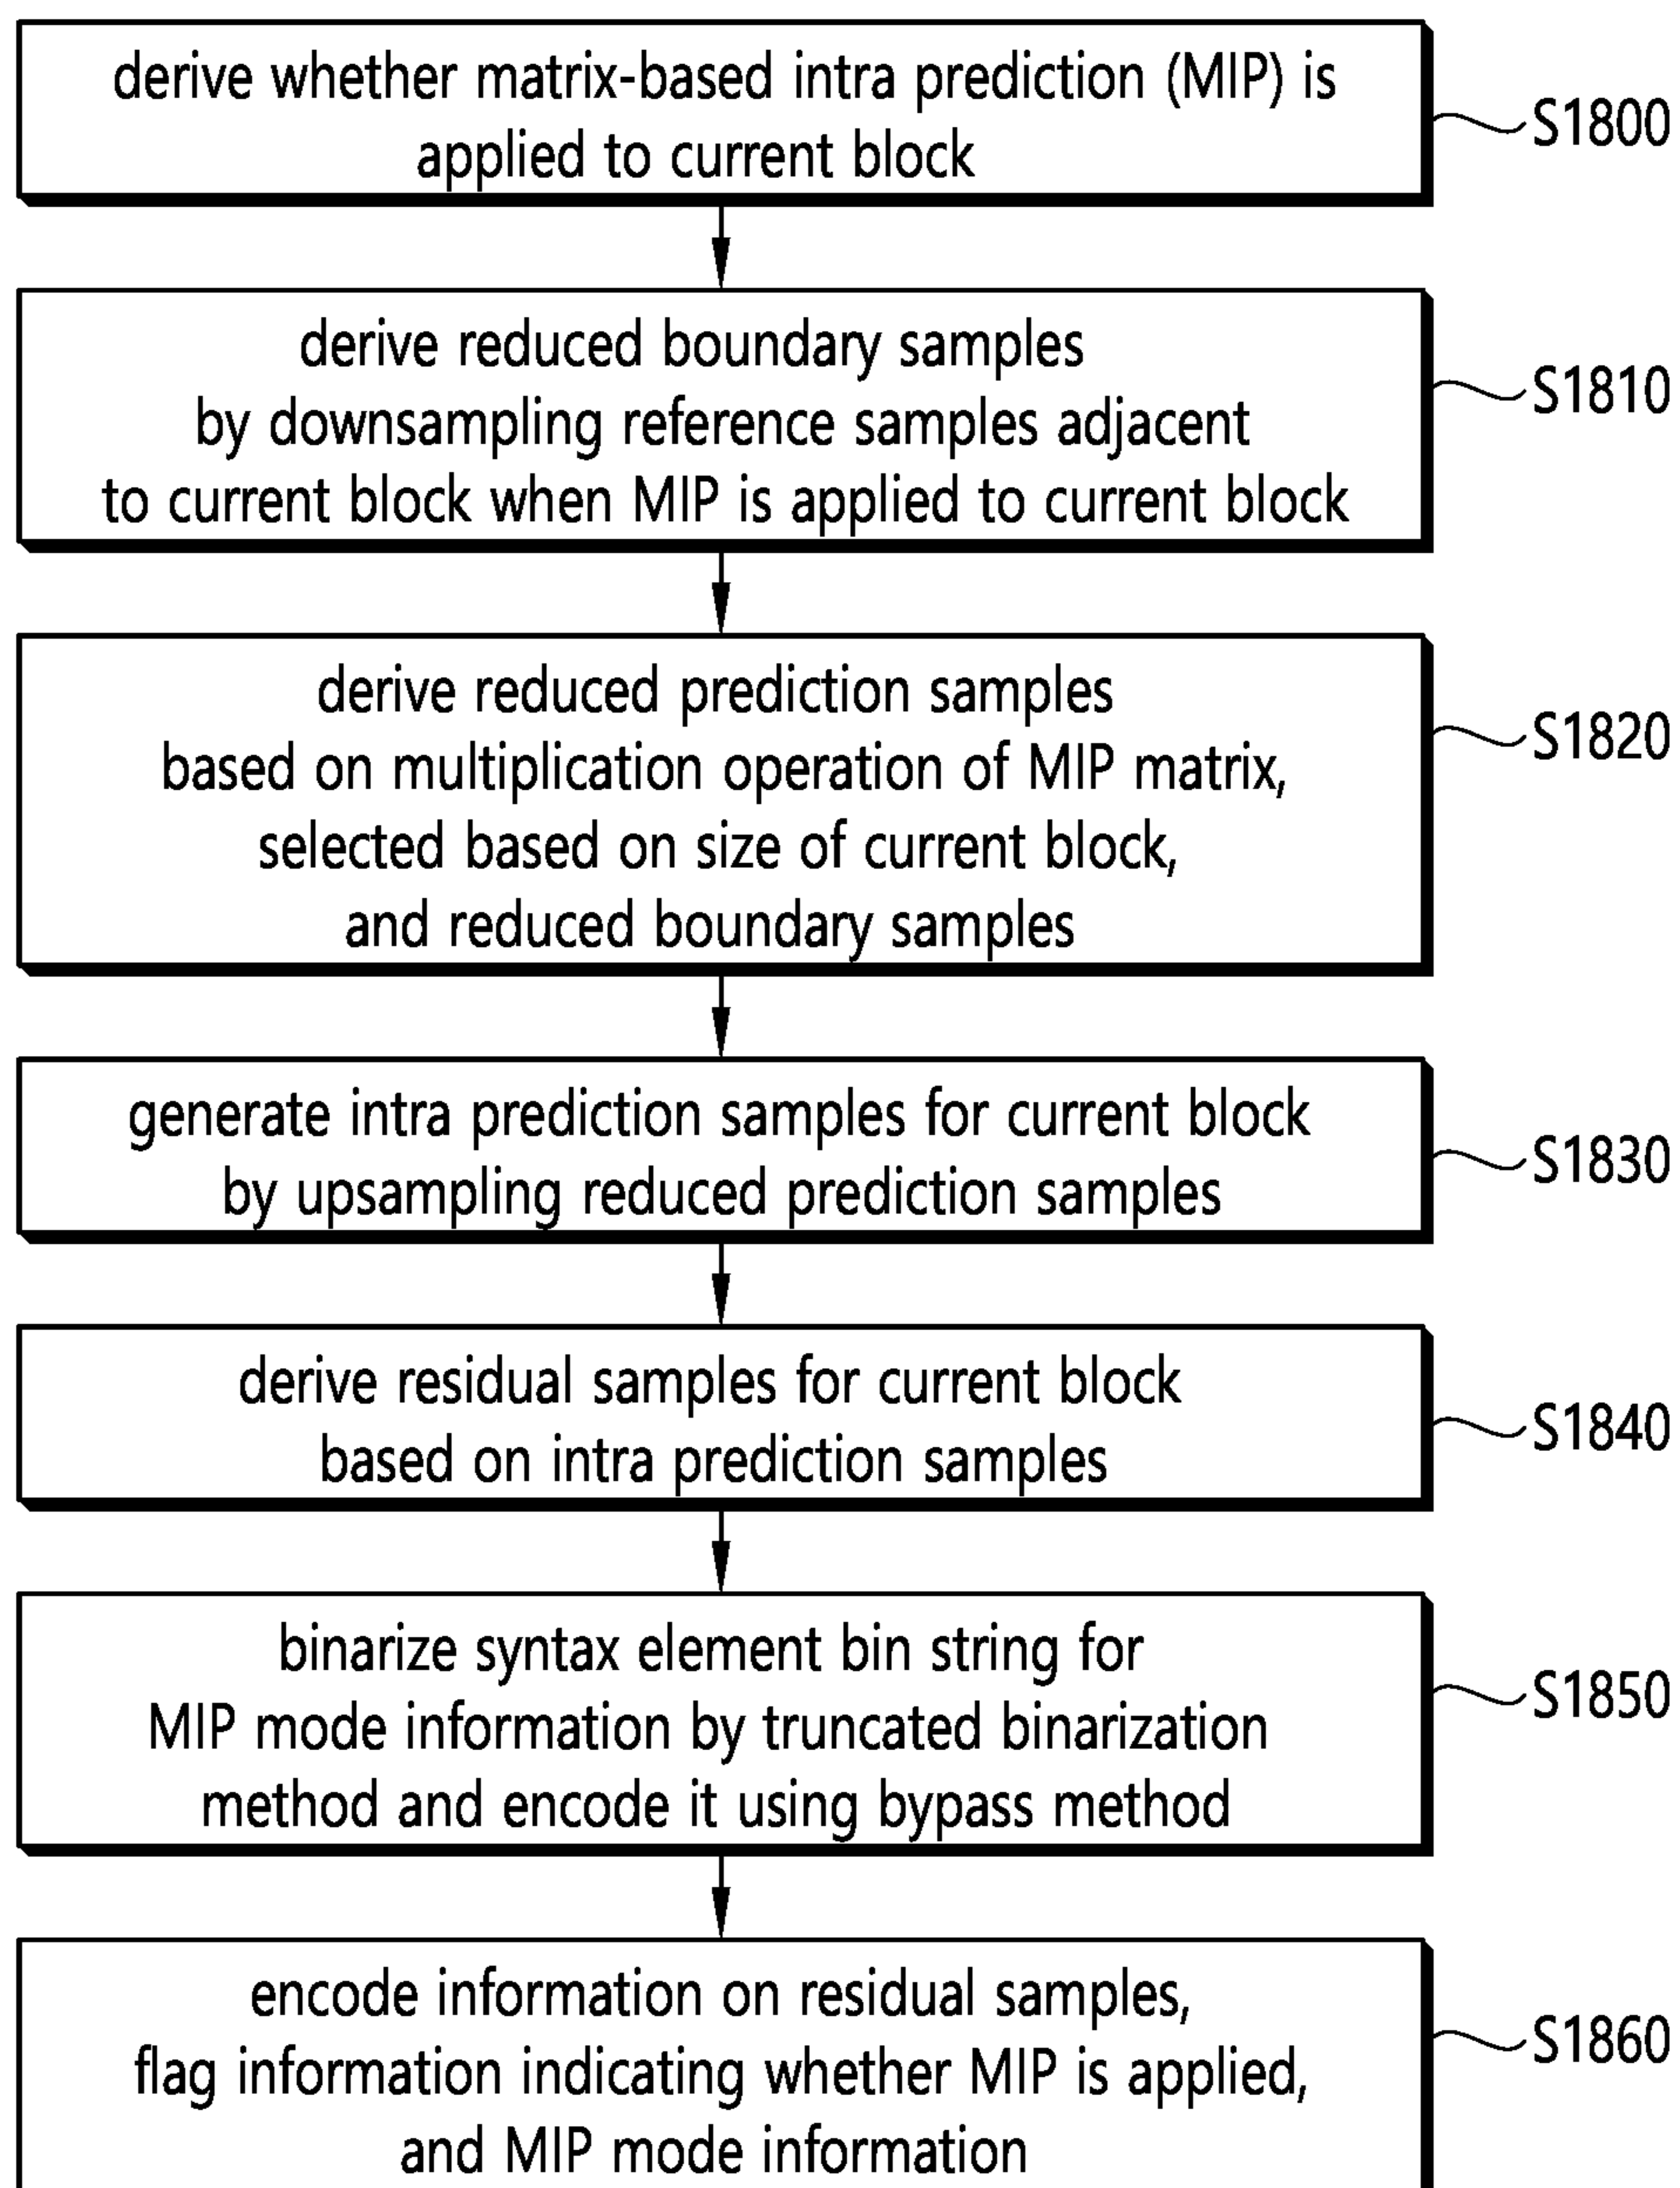 derive whether matrix-based intra prediction (MIP) is
applied to current block
S1800
derive reduced boundary samples
by downsampling reference samples adjacent
to current block when MIP is applied to current block
S1810
derive reduced prediction samples
based on multiplication operation of MIP matrix,
selected based on size of current block,
and reduced boundary samples
S1820
generate intra prediction samples for current block
by upsampling reduced prediction samples
S1830
derive residual samples for current block
based on intra prediction samples
S1840
binarize syntax element bin string for
MIP mode information by truncated binarization
method and encode it using bypass method
S1850
encode information on residual samples,
flag information indicating whether MIP is applied,
and MIP mode information
S1860